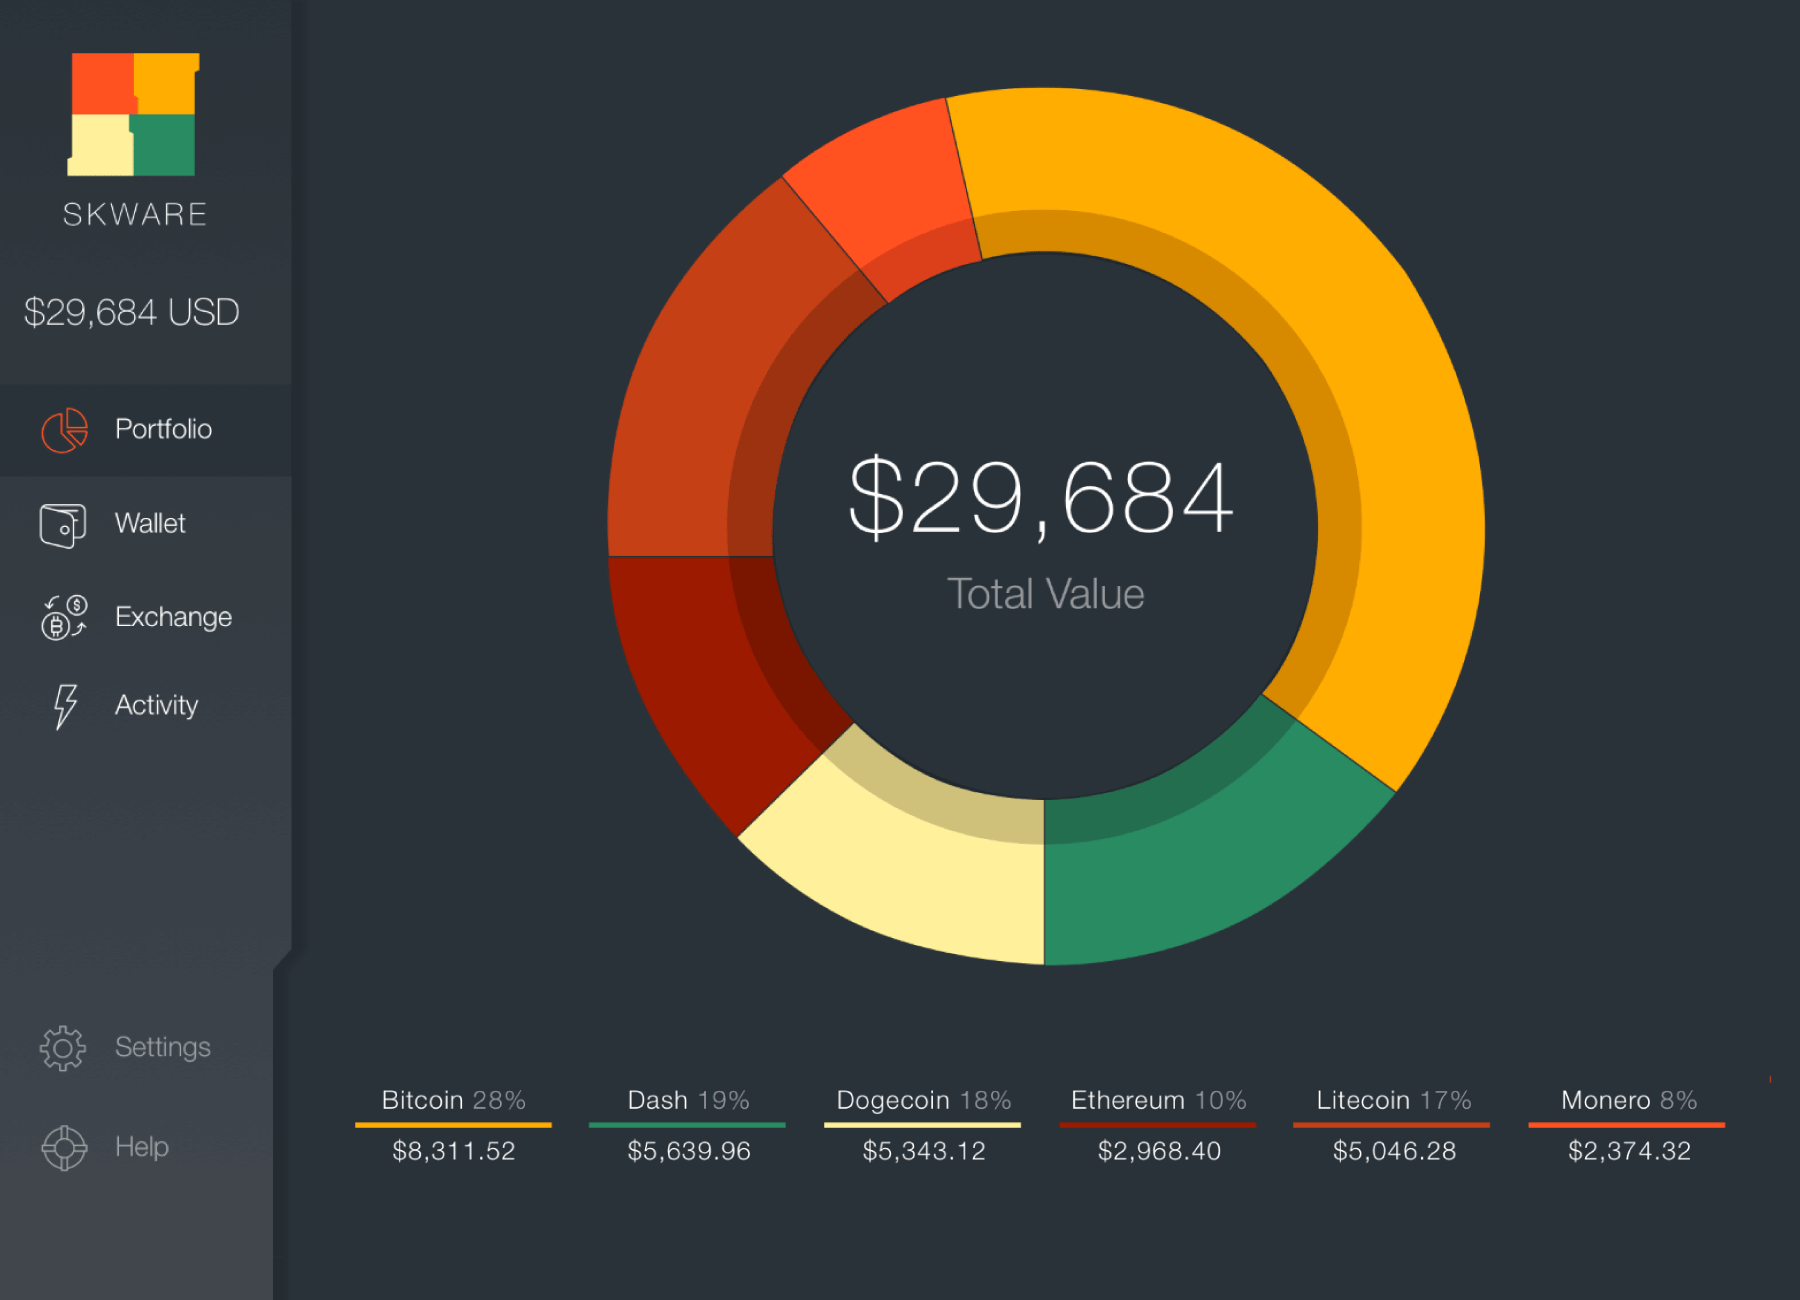 SKWARE
$29,684 USD
Portfolio
Wallet
Exchange
Activity
Settings
Help
$29,684
Total Value
Bitcoin 28%
$8,311.52
Dash 19%
$5,639.96
Dogecoin 18%
$5,343.12
Ethereum 10%
$2,968.40
Litecoin 17%
$5,046.28
Monero 8%
$2,374.32